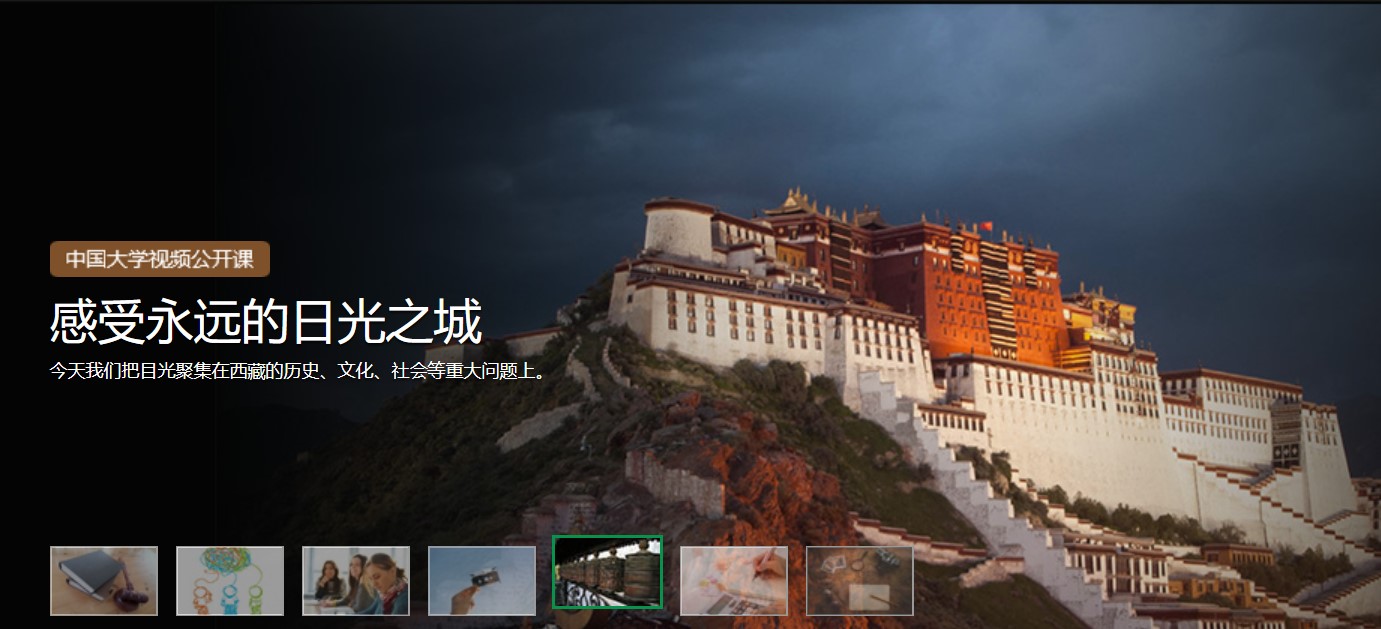 中国大学视频公开课
感受永远的日光之城
今天我们把目光聚集在西藏的历史、文化、社会等重大问题上。